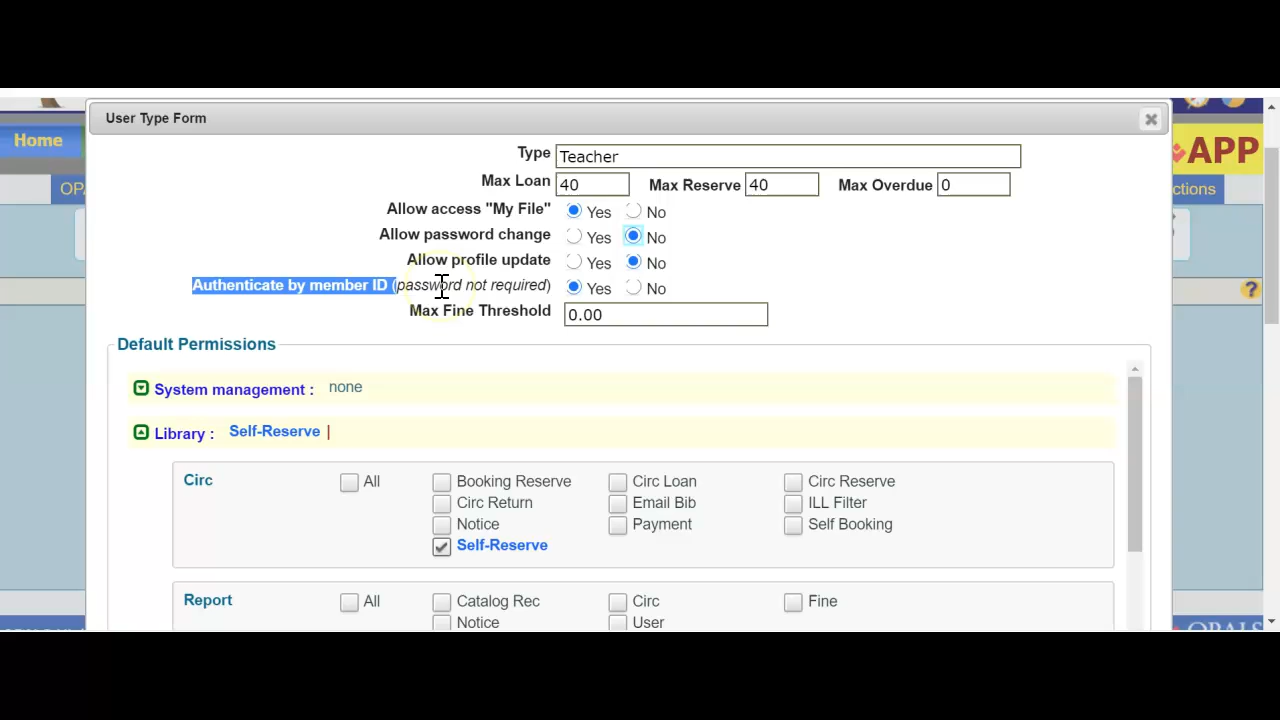 User Type Form
Home
APP
OP
ctions
Type Teacher
Max Loan 40 Max Reserve 40 Max Overdue 0
Allow access "My File" Yes No
Allow password change Yes No
Allow profile update Yes No
Authenticate by member ID (password not required) Yes No
Max Fine Threshold 0.00
?
Default Permissions
System management : none
Library : Self-Reserve |
Circ All Booking Reserve Circ Loan Circ Reserve
Circ Return Email Bib ILL Filter
Notice Payment Self Booking
Self-Reserve
Report All Catalog Rec Circ Fine
Notice User
OPALS